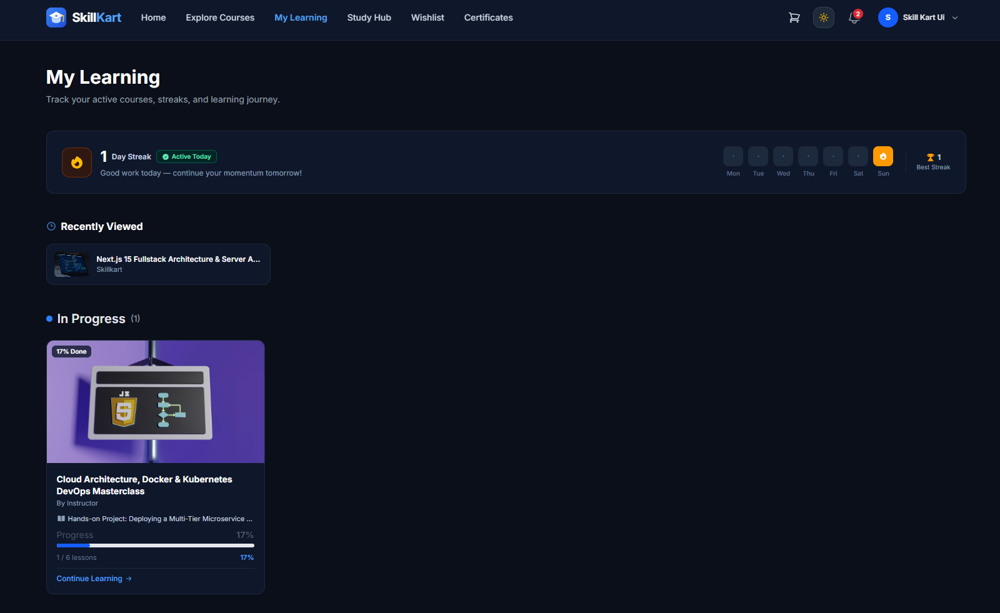 SkillKart
Home
Explore Courses
My Learning
Study Hub
Wishlist
Certificates
2
S
Skill Kart Ui
My Learning
Track your active courses, streaks, and learning journey.
1 Day Streak
Active Today
Good work today — continue your momentum tomorrow!
Mon
Tue
Wed
Thu
Fri
Sat
Sun
1
Best Streak
Recently Viewed
Next.js 15 Fullstack Architecture & Server A...
Skillkart
In Progress (1)
17% Done
JS
Cloud Architecture, Docker & Kubernetes
DevOps Masterclass
By Instructor
Hands-on Project: Deploying a Multi-Tier Microservice ...
Progress 17%
1 / 6 lessons 17%
Continue Learning →